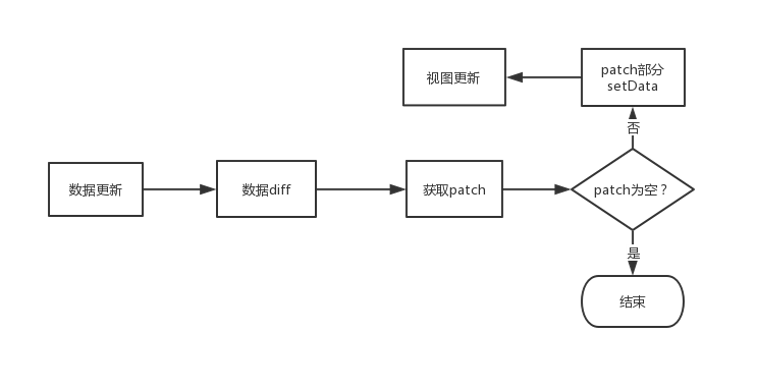 视图更新
patch部分
setData
否
数据更新
数据diff
获取patch
patch为空？
是
结束